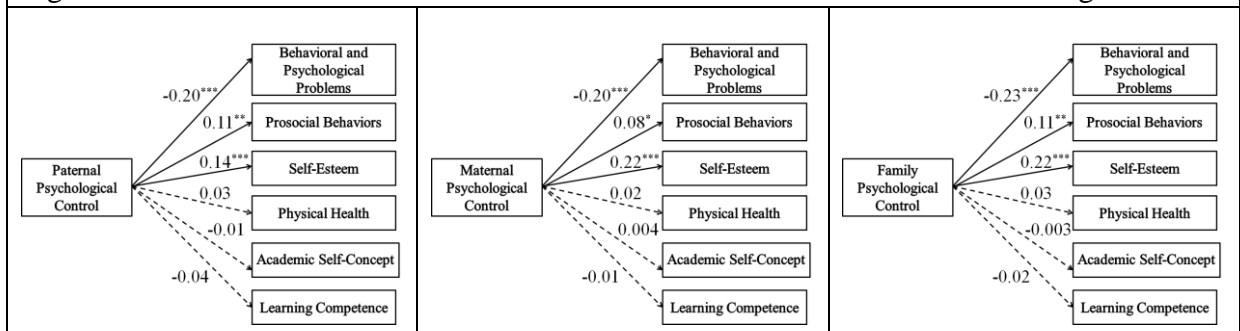 Behavioral and
Psychological
Problems
-0.20***
0.11**
Prosocial Behaviors
0.14***
Self-Esteem
Paternal
Psychological
Control
0.03
Physical Health
-0.01
Academic Self-Concept
-0.04
Learning Competence
Behavioral and
Psychological
Problems
-0.20***
0.08*
Prosocial Behaviors
0.22***
Self-Esteem
Maternal
Psychological
Control
0.02
Physical Health
0.004
Academic Self-Concept
-0.01
Learning Competence
Behavioral and
Psychological
Problems
-0.23***
0.11**
Prosocial Behaviors
0.22***
Self-Esteem
Family
Psychological
Control
0.03
Physical Health
-0.003
Academic Self-Concept
-0.02
Learning Competence